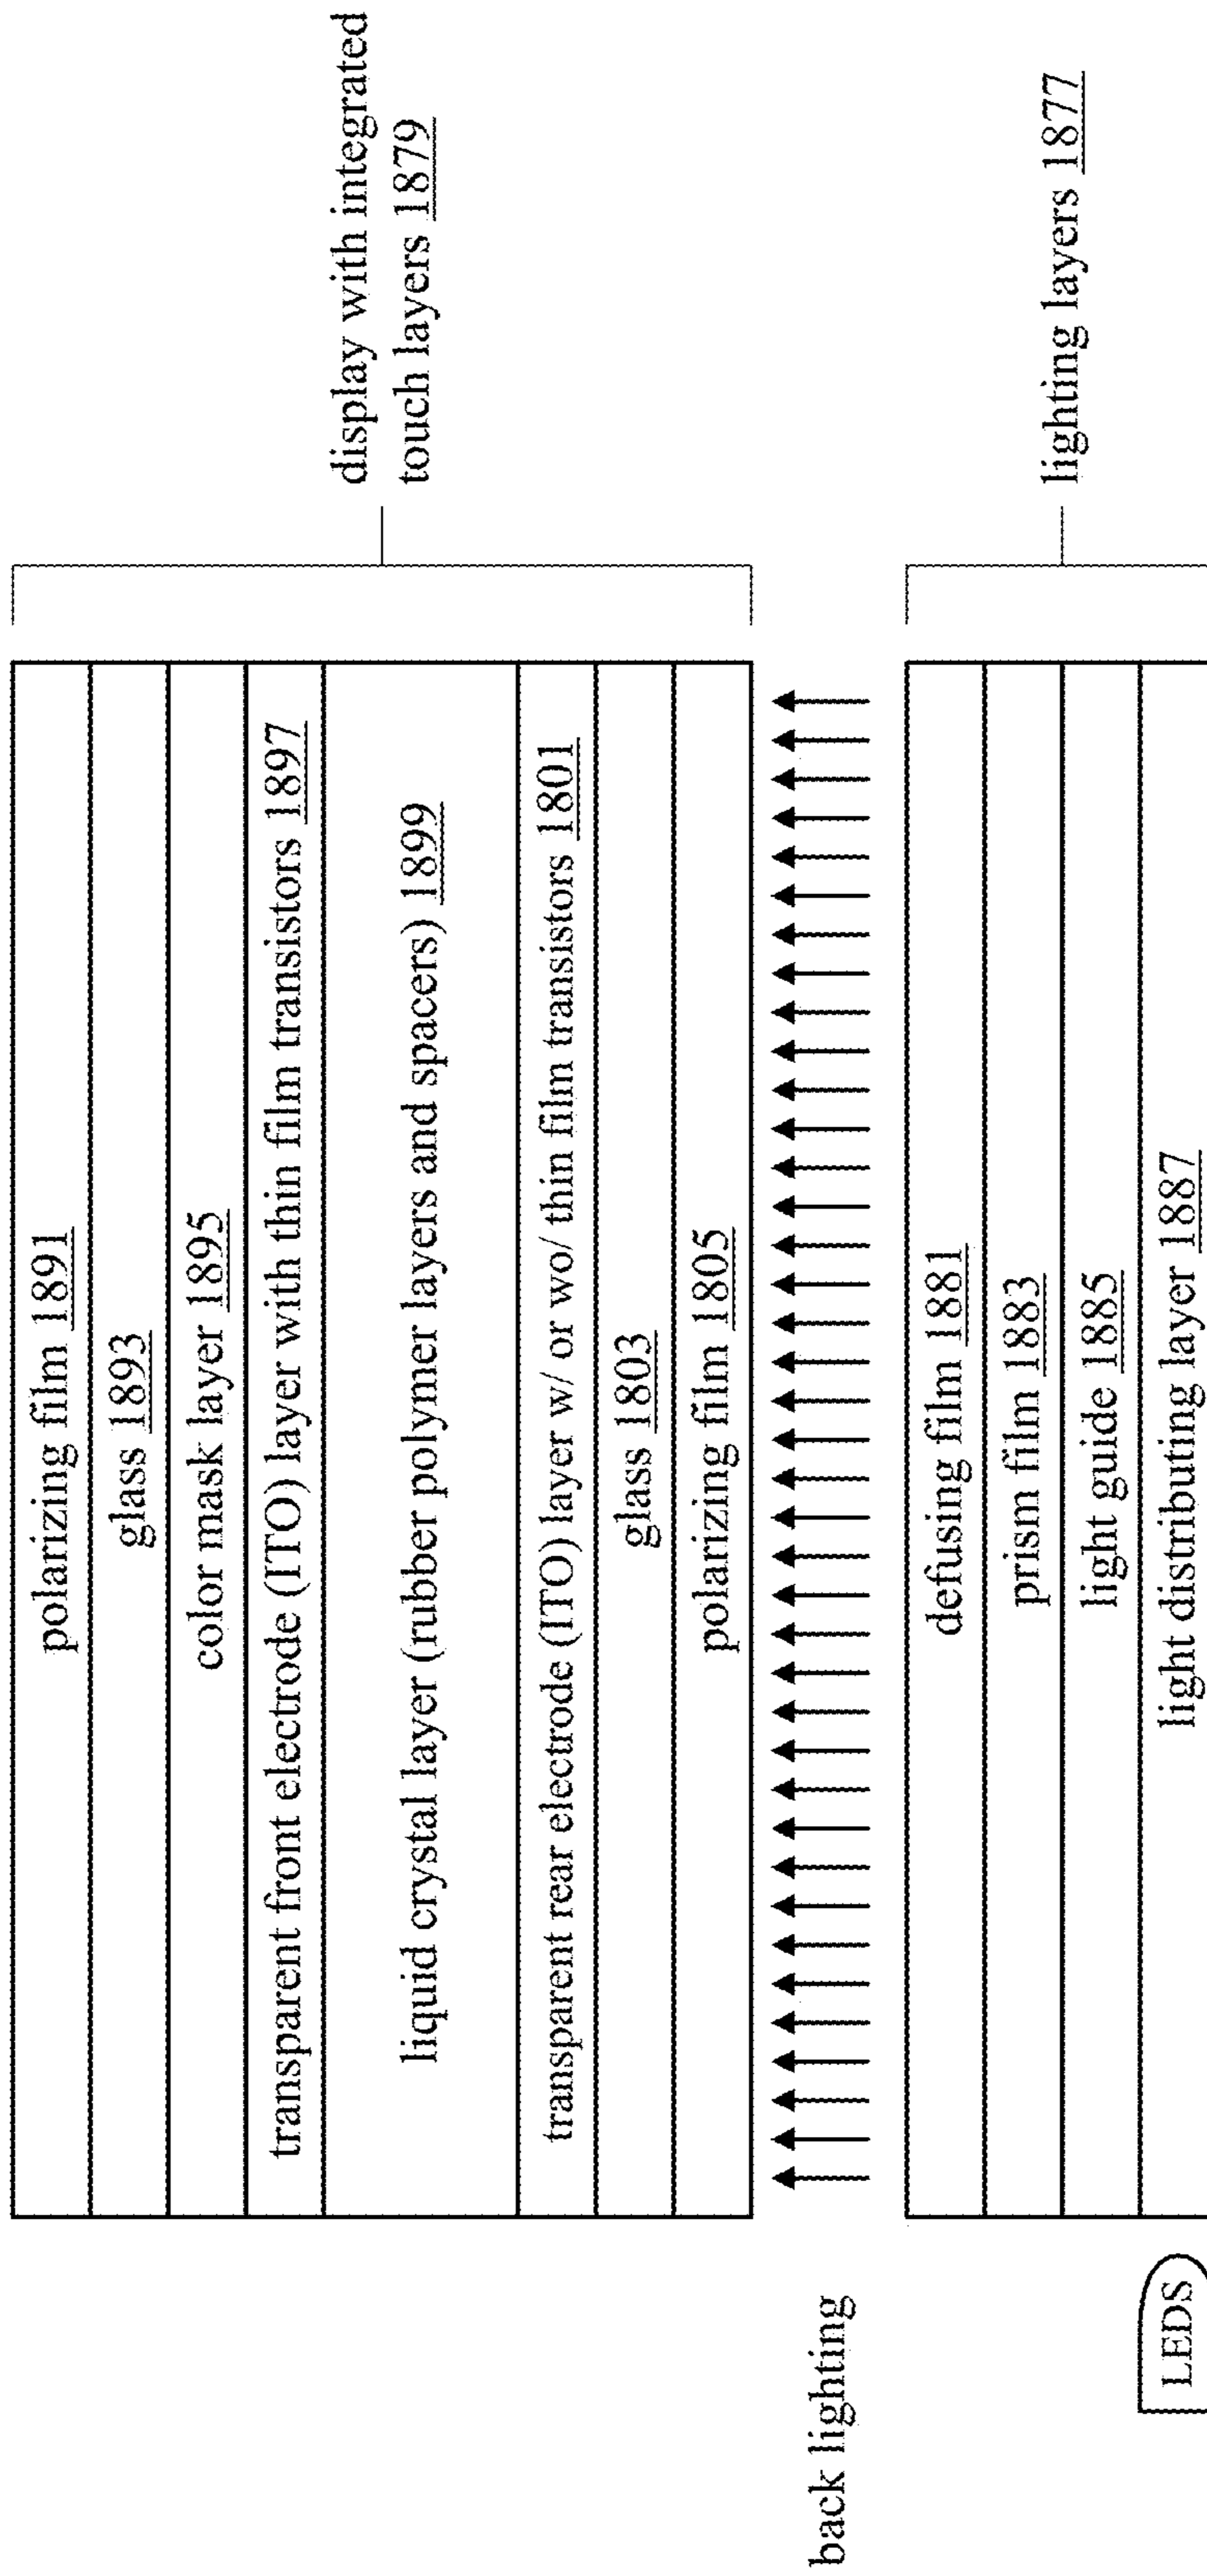 polarizing film 1891
glass 1893
color mask layer 1895
transparent front electrode (ITO) layer with thin film transistors 1897
liquid crystal layer (rubber polymer layers and spacers) 1899
transparent rear electrode (ITO) layer w/ or wo/ thin film transistors 1801
glass 1803
polarizing film 1805
display with integrated
touch layers 1879
back lighting
defusing film 1881
prism film 1883
light guide 1885
light distributing layer 1887
lighting layers 1877
LEDS